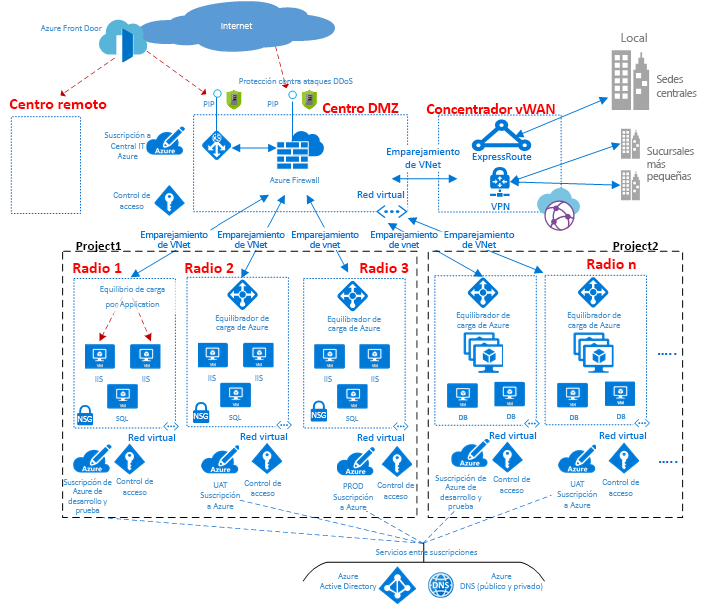 Internet
Azure Front Door
Local
Sedes
centrales
Sucursales
más
pequeñas
Protección contra ataques DDoS
Centro remoto
PIP
PIP
Centro DMZ
Concentrador vWAN
Suscripción a
Central IT
Azure
Azure
Azure Firewall
Emparejamiento
de VNet
ExpressRoute
VPN
Control de
acceso
Red virtual
Emparejamiento
de VNet
Emparejamiento
de VNet
Emparejamiento
de vnet
Emparejamiento
de vnet
Emparejamiento
de VNet
Project1
Project2
Radio 1
Radio 2
Radio 3
Radio n
Equilibrio de carga
por Application
Equilibrador de
carga de Azure
Equilibrador de
carga de Azure
Equilibrador de
carga de Azure
Equilibrador de
carga de Azure
VM
VM
VM
VM
VM
VM
IIS
IIS
IIS
IIS
IIS
IIS
VM
VM
VM
VM
VM
VM
VM
NSG
SQL
NSG
SQL
NSG
SQL
DB
DB
DB
DB
Red virtual
Red virtual
Red virtual
Red virtual
Red virtual
Azure
Azure
Azure
Azure
Azure
Suscripción de
Azure de
desarrollo y
prueba
Control de
acceso
UAT
Suscripción
a Azure
Control de
acceso
PROD
Suscripción
a Azure
Control de
acceso
Suscripción de
Azure de
desarrollo y
prueba
Control de
acceso
UAT
Suscripción
a Azure
Control de
acceso
Servicios entre suscripciones
Azure
Active Directory
DNS
Azure
DNS (público y privado)